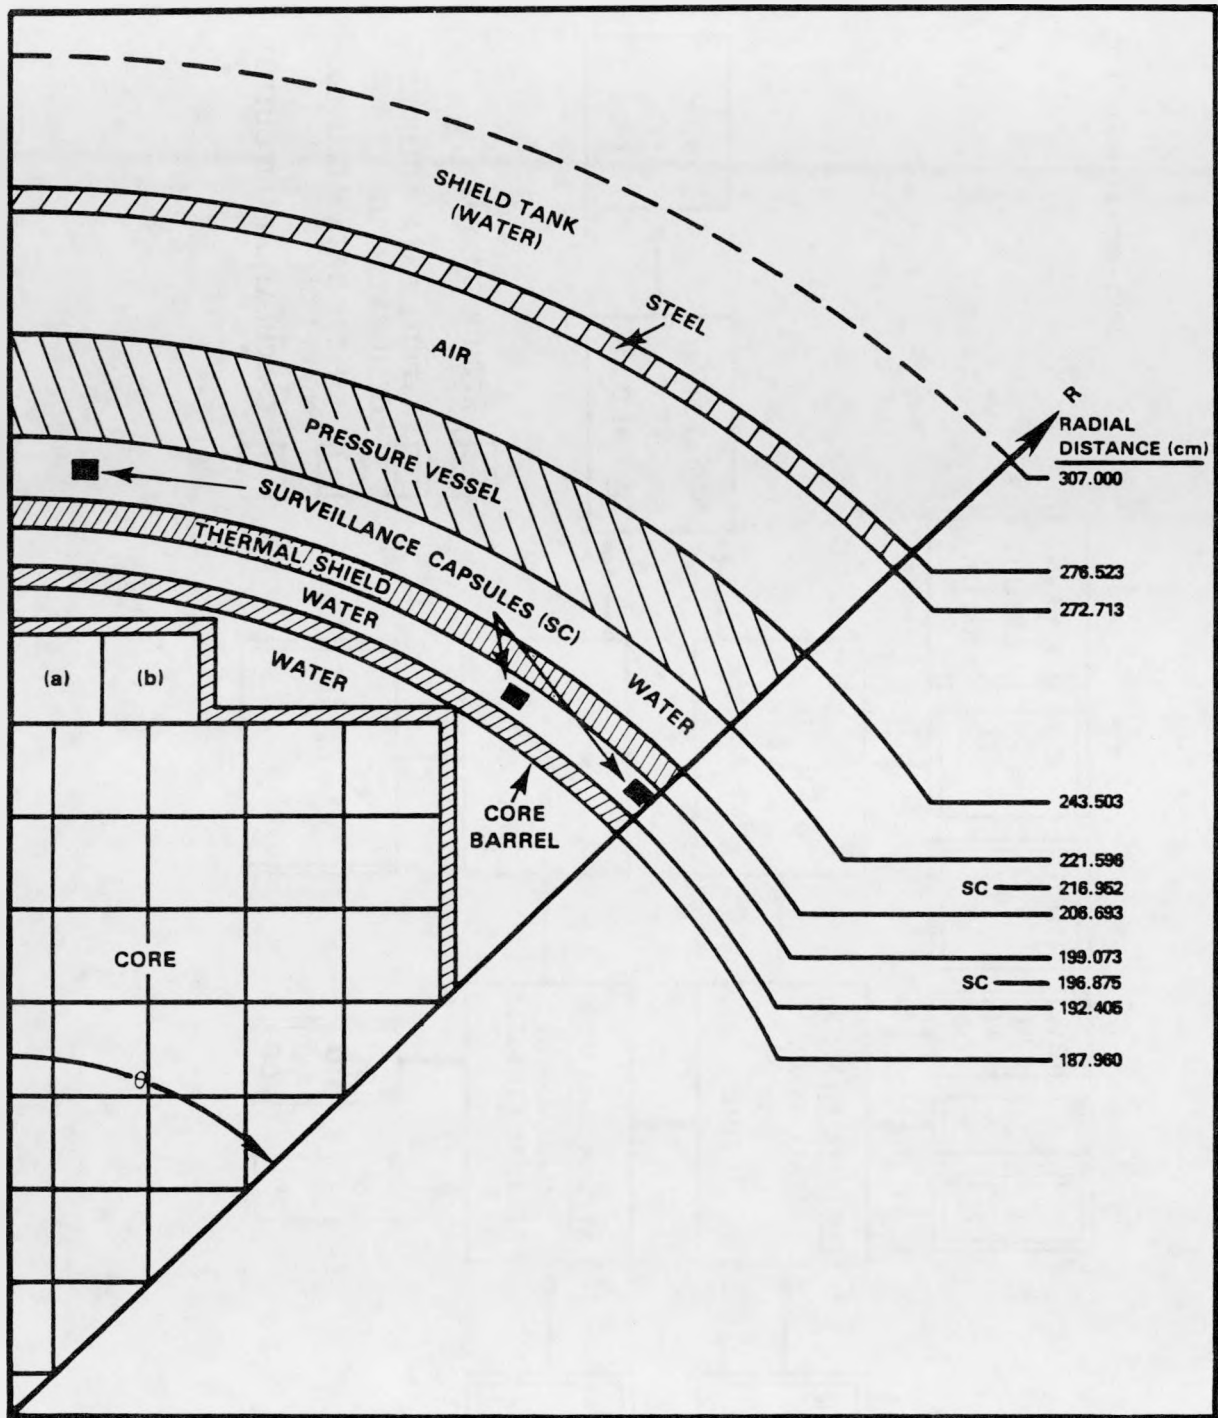 SHIELD TANK
(WATER)
STEEL
AIR
R
RADIAL
DISTANCE (cm)
307.000
PRESSURE VESSEL
SURVEILLANCE CAPSULES (SC)
THERMAL SHIELD
276.523
272.713
WATER
WATER
WATER
(a)
(b)
CORE
BARREL
243.503
221.596
SC
216.952
206.693
CORE
199.073
SC
196.875
192.405
187.960
θ